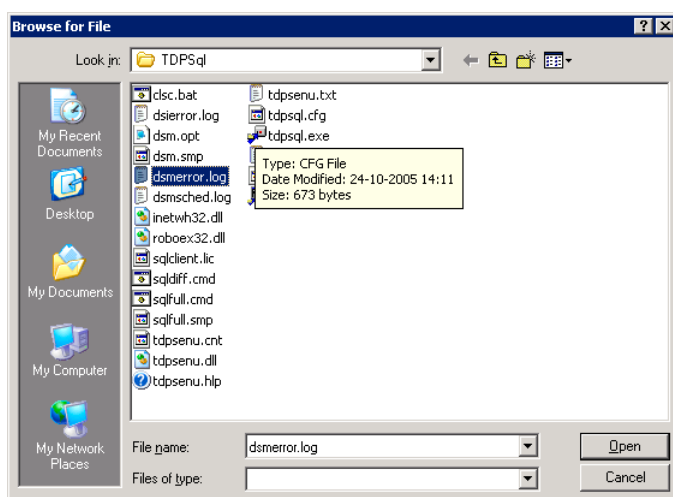 Browse for File
Look in: TDPSql
My Recent
Documents
Desktop
My Documents
My Computer
My Network
Places
clsc.bat
dsierror.log
dsm.opt
dsm.smp
dsmerror.log
dsmsched.log
inetwh32.dll
roboex32.dll
sqlclient.lic
sqldiff.cmd
sqlfull.cmd
sqlfull.smp
tdpsenu.cnt
tdpsenu.dll
tdpsenu.hlp
tdpsenu.txt
tdpsql.cfg
tdpsql.exe
Type: CFG File
Date Modified: 24-10-2005 14:11
Size: 673 bytes
File name: dsmerror.log
Open
Files of type:
Cancel